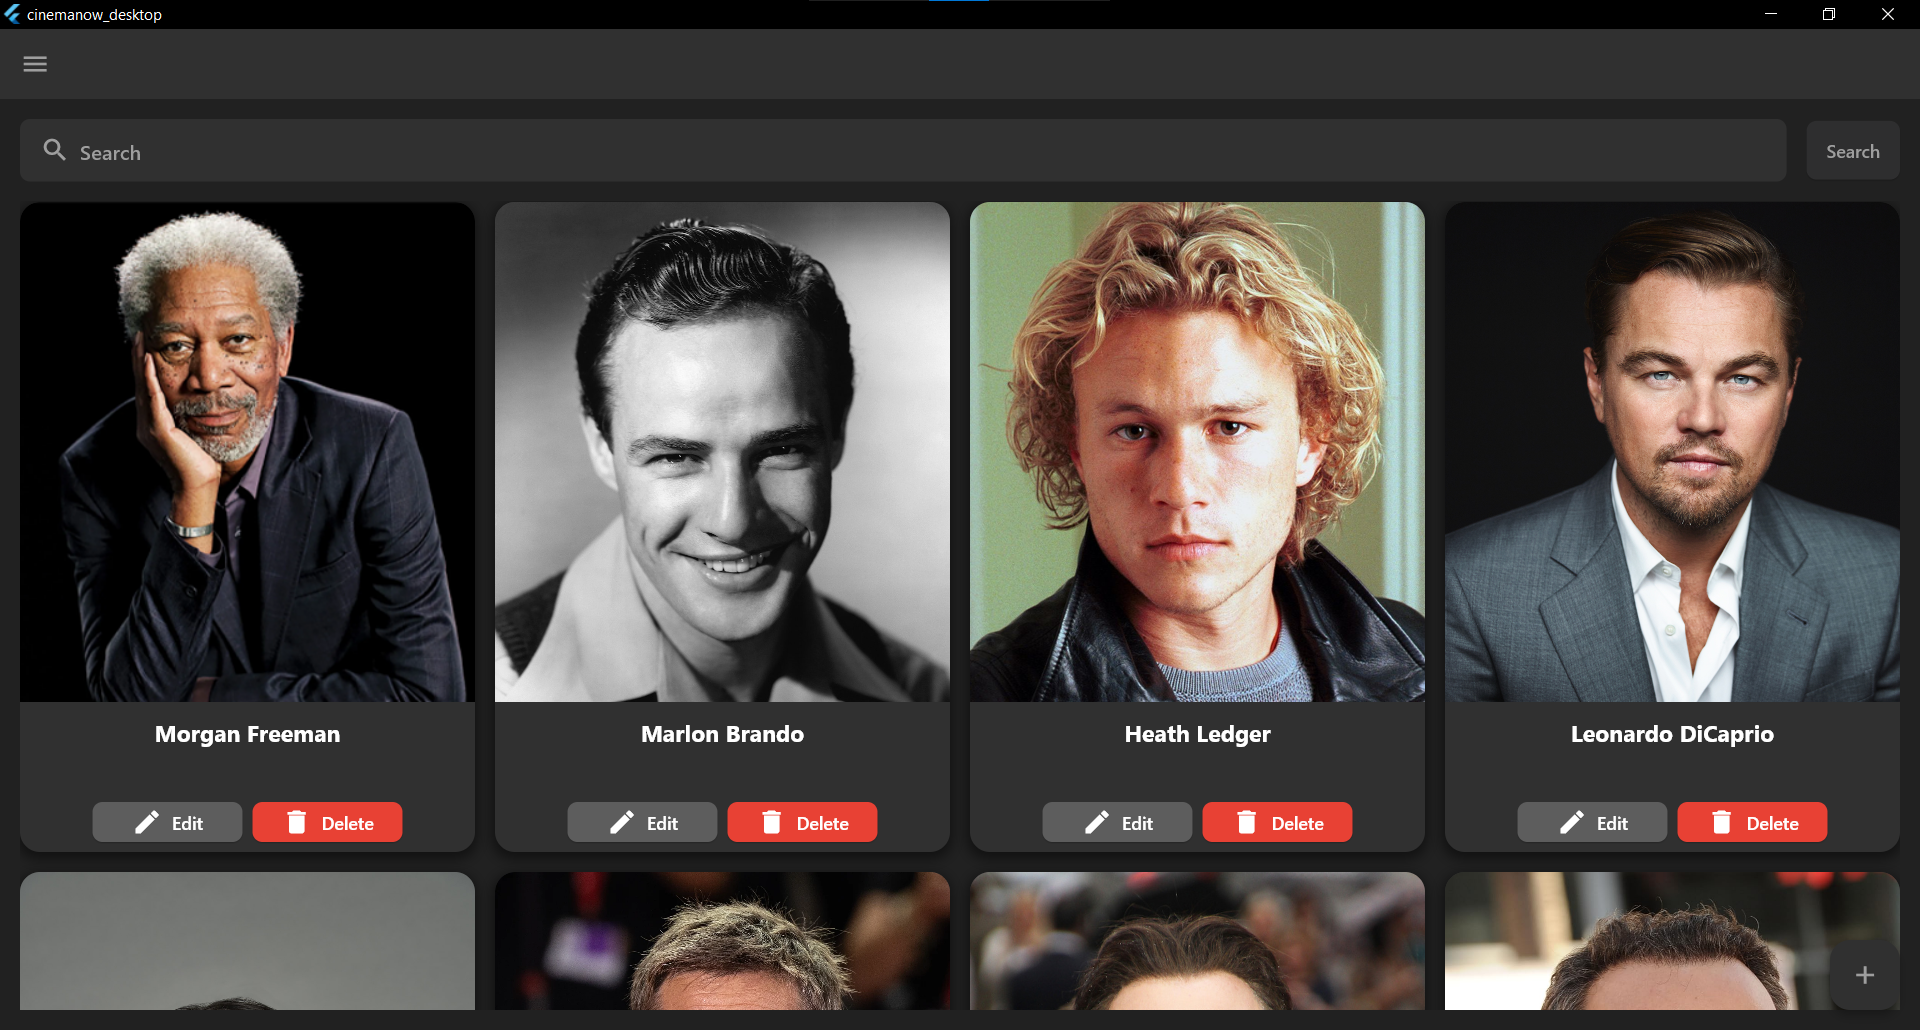 cinemanow_desktop
Search
Search
Morgan Freeman
Marlon Brando
Heath Ledger
Leonardo DiCaprio
Edit
Delete
Edit
Delete
Edit
Delete
Edit
Delete